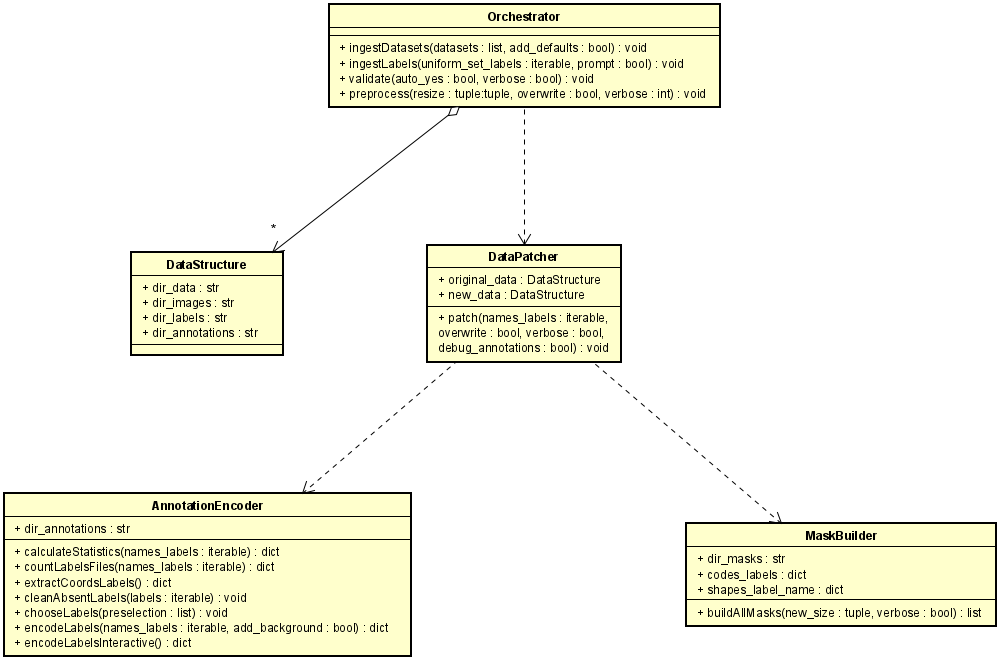 Orchestrator
+ ingestDatasets(datasets : list, add_defaults : bool) : void
+ ingestLabels(uniform_set_labels : iterable, prompt : bool) : void
+ validate(auto_yes : bool, verbose : bool) : void
+ preprocess(resize : tuple:tuple, overwrite : bool, verbose : int) : void
*
DataStructure
+ dir_data : str
+ dir_images : str
+ dir_labels : str
+ dir_annotations : str
DataPatcher
+ original_data : DataStructure
+ new_data : DataStructure
+ patch(names_labels : iterable,
overwrite : bool, verbose : bool,
debug_annotations : bool) : void
AnnotationEncoder
+ dir_annotations : str
+ calculateStatistics(names_labels : iterable) : dict
+ countLabelsFiles(names_labels : iterable) : dict
+ extractCoordsLabels() : dict
+ cleanAbsentLabels(labels : iterable) : void
+ chooseLabels(preselection : list) : void
+ encodeLabels(names_labels : iterable, add_background : bool) : dict
+ encodeLabelsInteractive() : dict
MaskBuilder
+ dir_masks : str
+ codes_labels : dict
+ shapes_label_name : dict
+ buildAllMasks(new_size : tuple, verbose : bool) : list